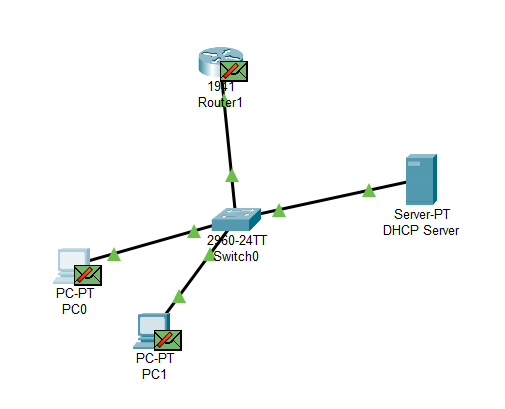 1941
Router1
Server-PT
DHCP Server
2960-24TT
Switch0
PC-PT
PC0
PC-PT
PC1